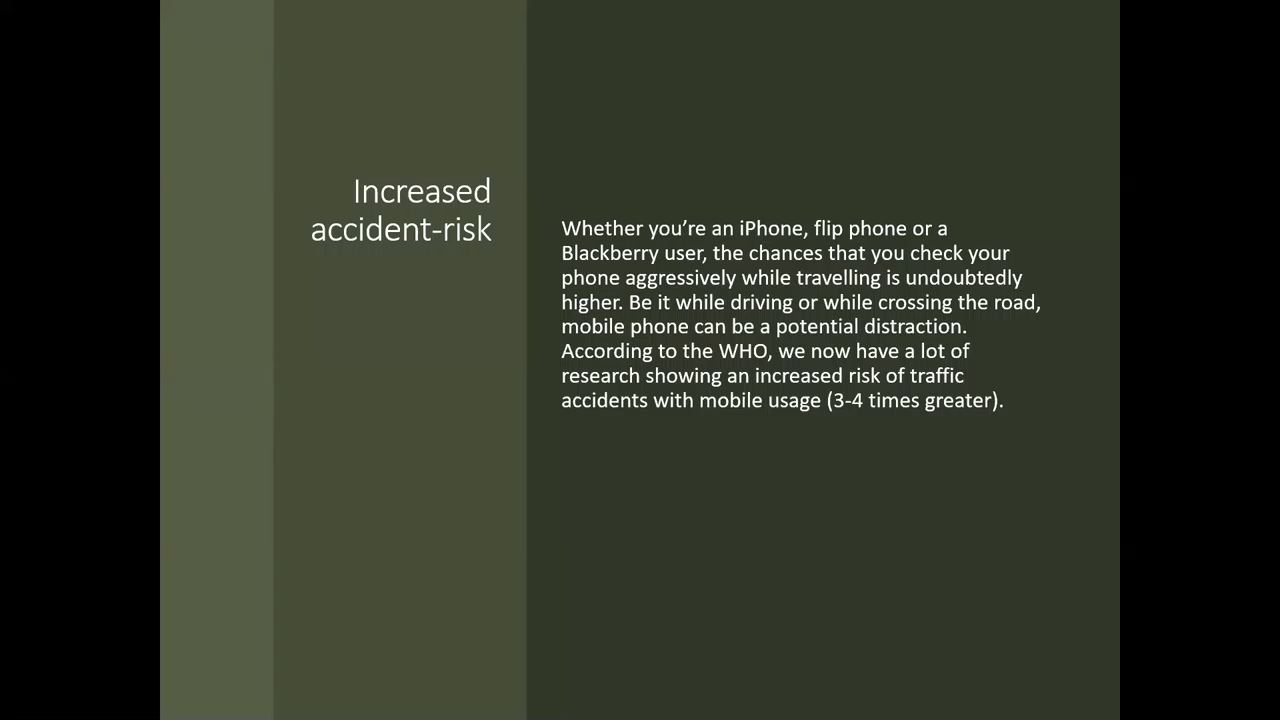 Increased
accident-risk
Whether you’re an iPhone, flip phone or a
Blackberry user, the chances that you check your
phone aggressively while travelling is undoubtedly
higher. Be it while driving or while crossing the road,
mobile phone can be a potential distraction.
According to the WHO, we now have a lot of
research showing an increased risk of traffic
accidents with mobile usage (3-4 times greater).